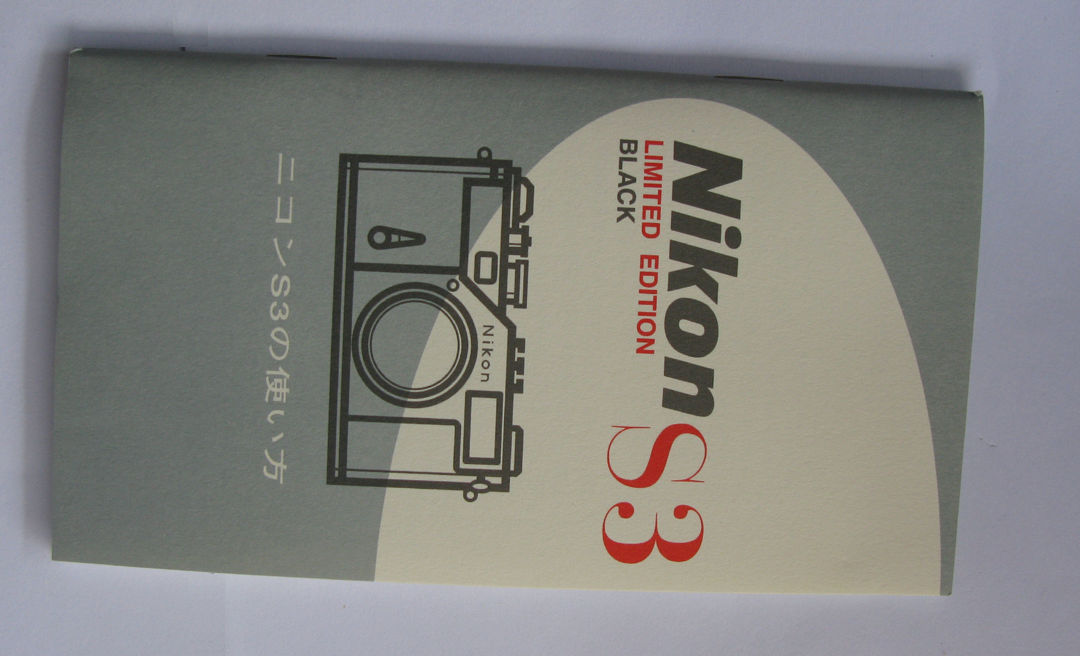 Nikon S3
LIMITED EDITION
BLACK
Nikon
ニコンS3の使い方